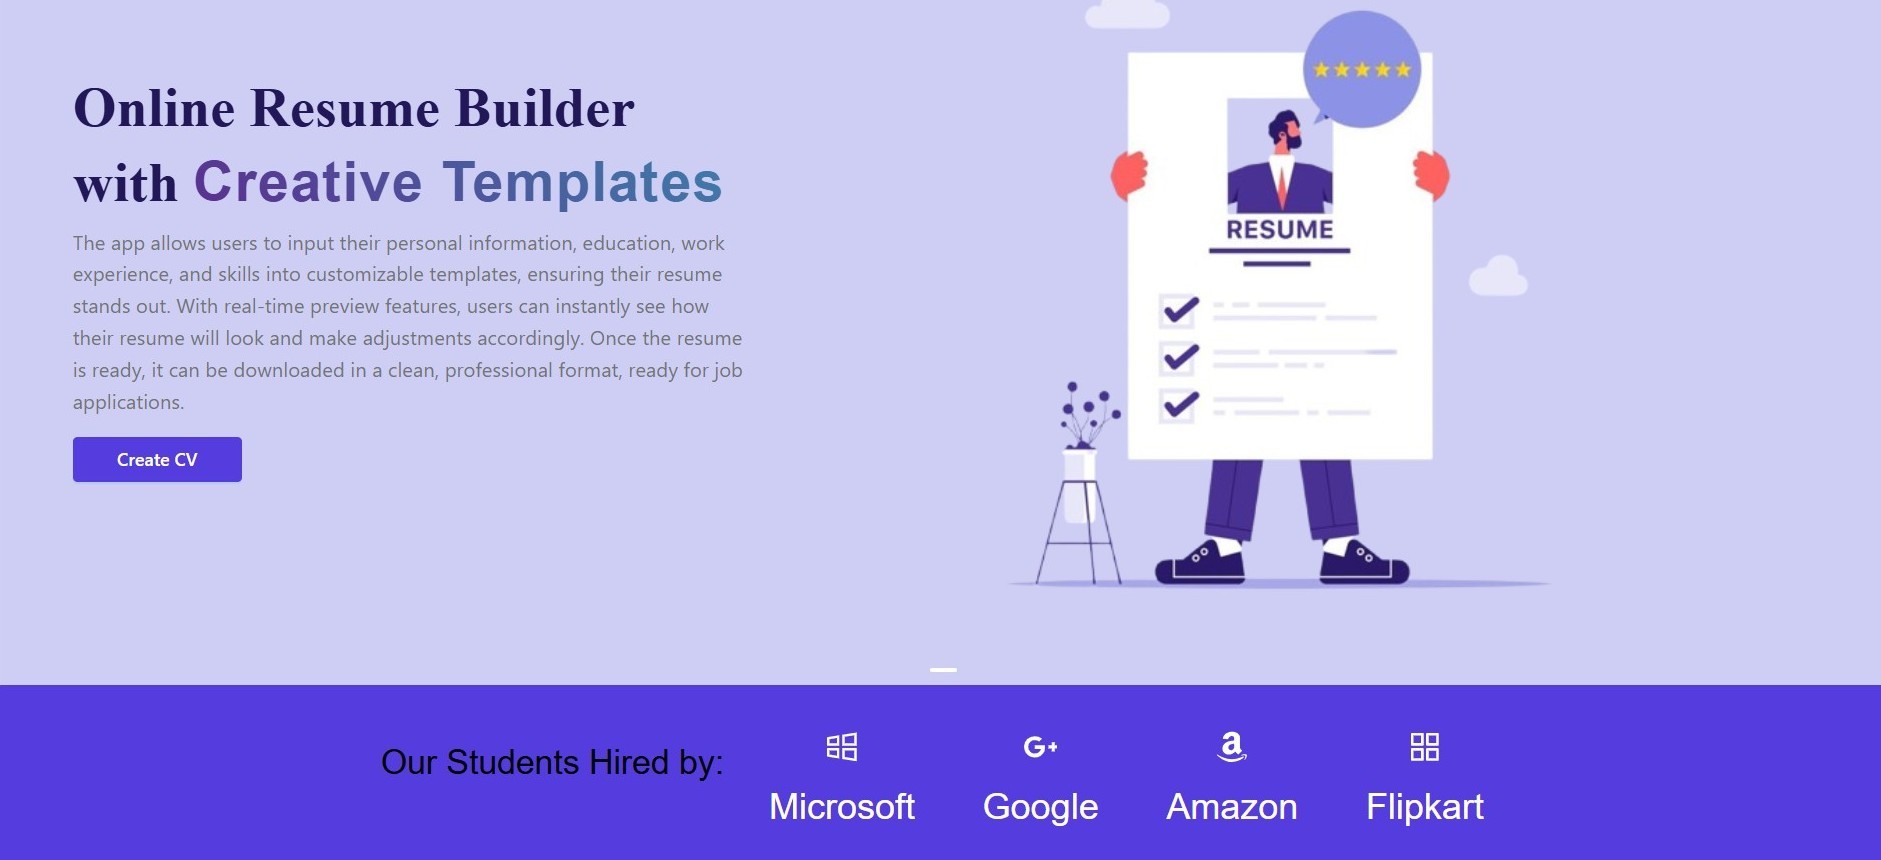 Online Resume Builder
with Creative Templates
The app allows users to input their personal information, education, work
experience, and skills into customizable templates, ensuring their resume
stands out. With real-time preview features, users can instantly see how
their resume will look and make adjustments accordingly. Once the resume
is ready, it can be downloaded in a clean, professional format, ready for job
applications.
Create CV
RESUME
Our Students Hired by:
Microsoft
Google
Amazon
Flipkart